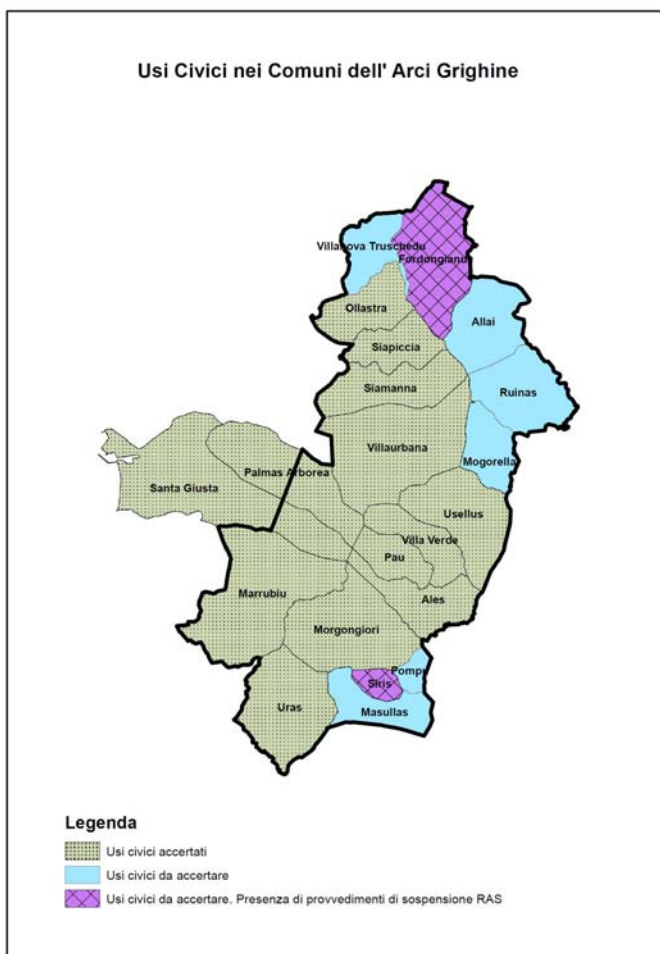 Usi Civici nei Comuni dell' Arci Grighine
Villanova Truschedu
Fordongianus
Ollastra
Allai
Siapiccia
Siamanna
Ruinas
Villaurbana
Mogorella
Palmas Arborea
Santa Giusta
Usellus
Villa Verde
Pau
Marrubiu
Ales
Morgongiori
Pompu
Siris
Uras
Masullas
Legenda
Usi civici accertati
Usi civici da accertare
Usi civici da accertare. Presenza di provvedimenti di sospensione RAS